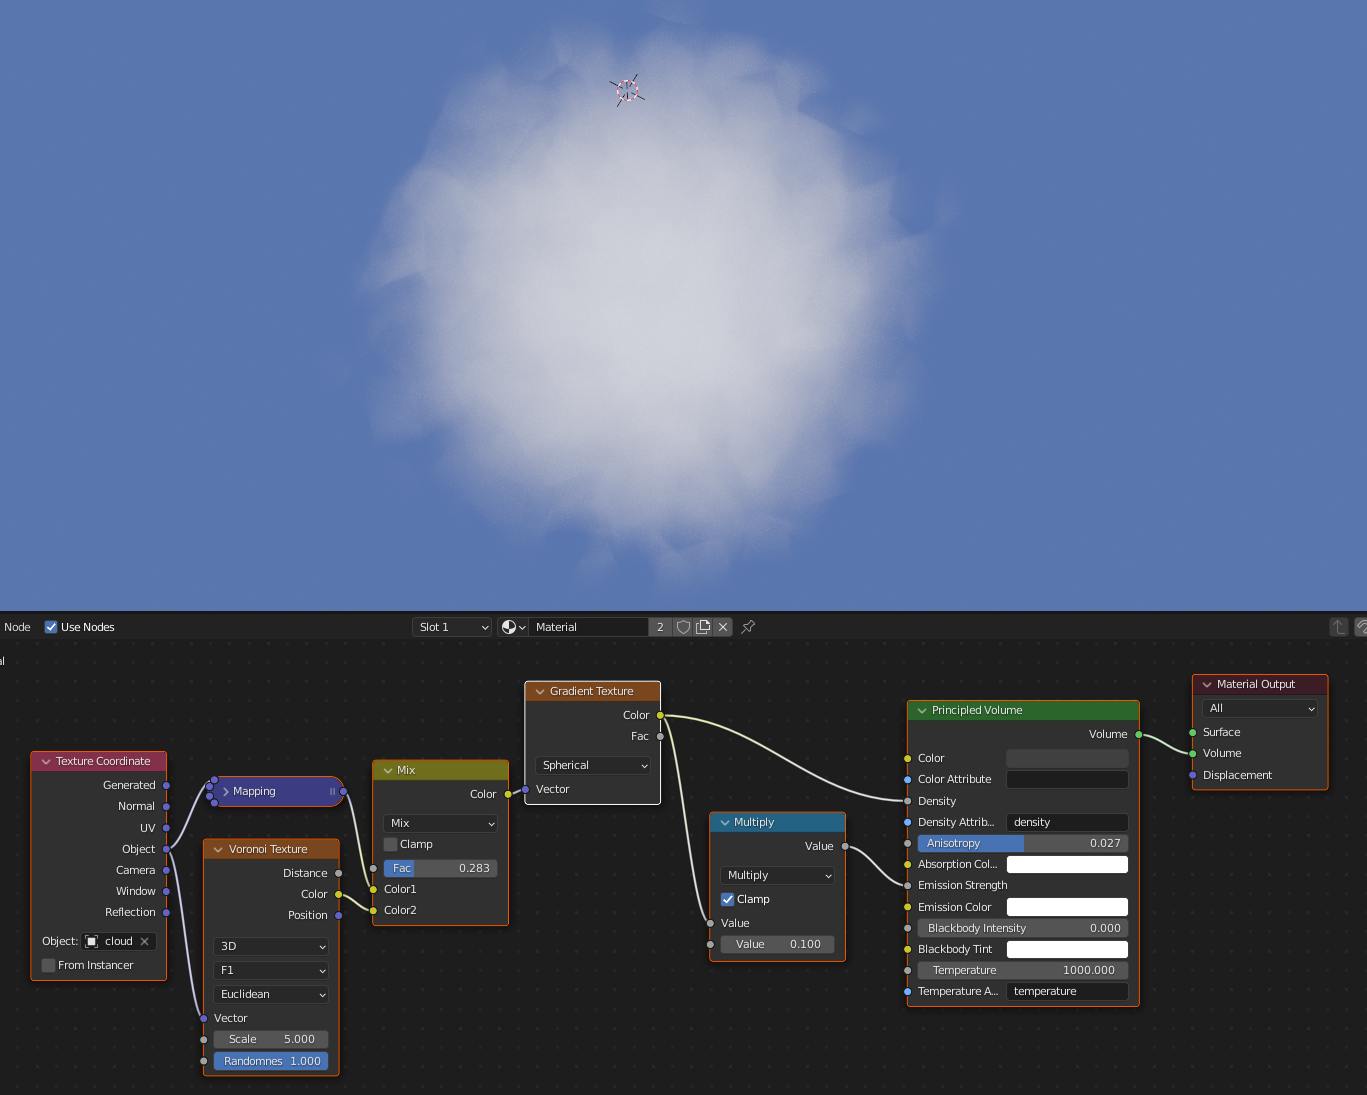 Node
Use Nodes
Slot 1
Material
2
al
Texture Coordinate
Generated
Normal
UV
Object
Camera
Window
Reflection
Object:
cloud
From Instancer
Mapping
Voronoi Texture
Distance
Color
Position
3D
F1
Euclidean
Vector
Scale 5.000
Randomnes 1.000
Mix
Color
Mix
Clamp
Fac 0.283
Color1
Color2
Gradient Texture
Color
Fac
Spherical
Vector
Multiply
Value
Multiply
Clamp
Value
Value 0.100
Principled Volume
Volume
Color
Color Attribute
Density
Density Attrib... density
Anisotropy 0.027
Absorption Col...
Emission Strength
Emission Color
Blackbody Intensity 0.000
Blackbody Tint
Temperature 1000.000
Temperature A... temperature
Material Output
All
Surface
Volume
Displacement